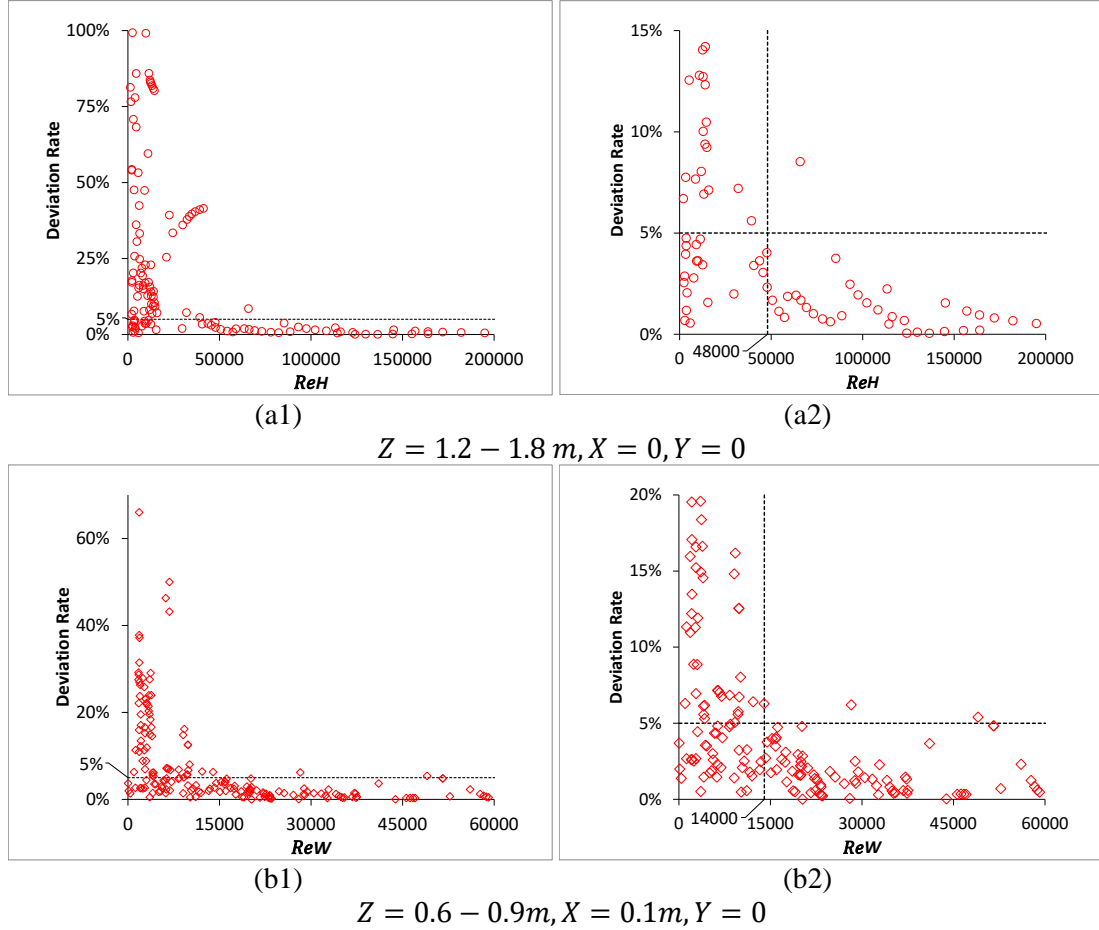 100%
75%
50%
25%
5%
0%
Deviation Rate
0 50000 100000 150000 200000
ReH
(a1)
15%
10%
5%
0%
Deviation Rate
0 50000 100000 150000 200000
48000
ReH
(a2)
Z = 1.2 − 1.8 m, X = 0, Y = 0
60%
40%
20%
5%
0%
Deviation Rate
0 15000 30000 45000 60000
ReW
(b1)
20%
15%
10%
5%
0%
Deviation Rate
0 15000 30000 45000 60000
14000
ReW
(b2)
Z = 0.6 − 0.9m, X = 0.1m, Y = 0